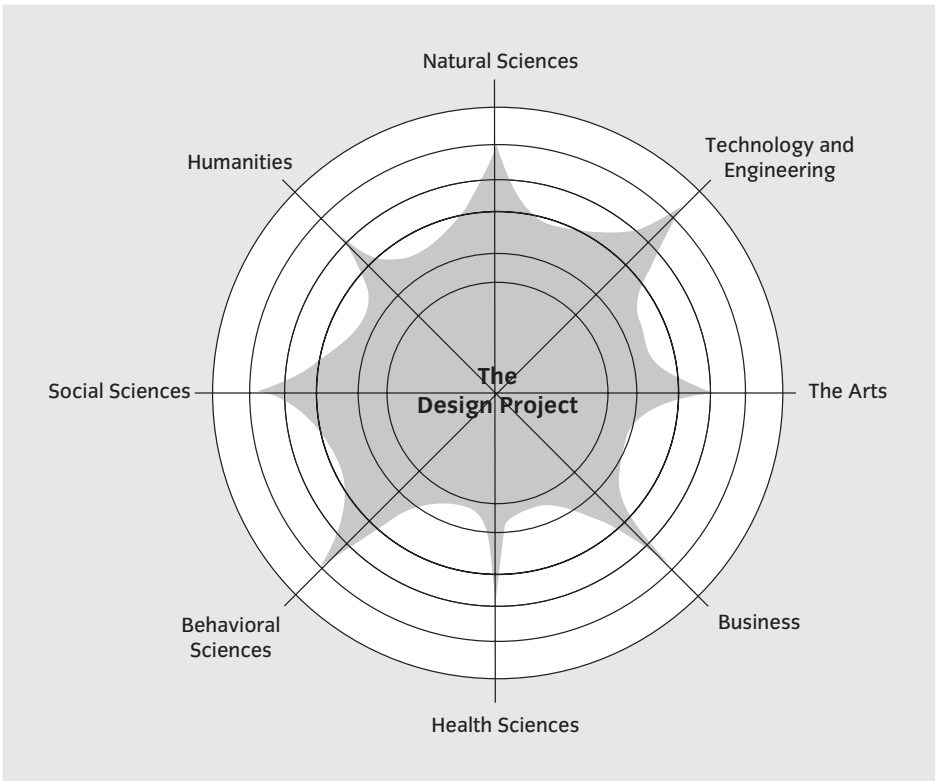 Natural Sciences
Technology and
Engineering
Humanities
The
Design Project
Social Sciences
The Arts
Behavioral
Sciences
Business
Health Sciences